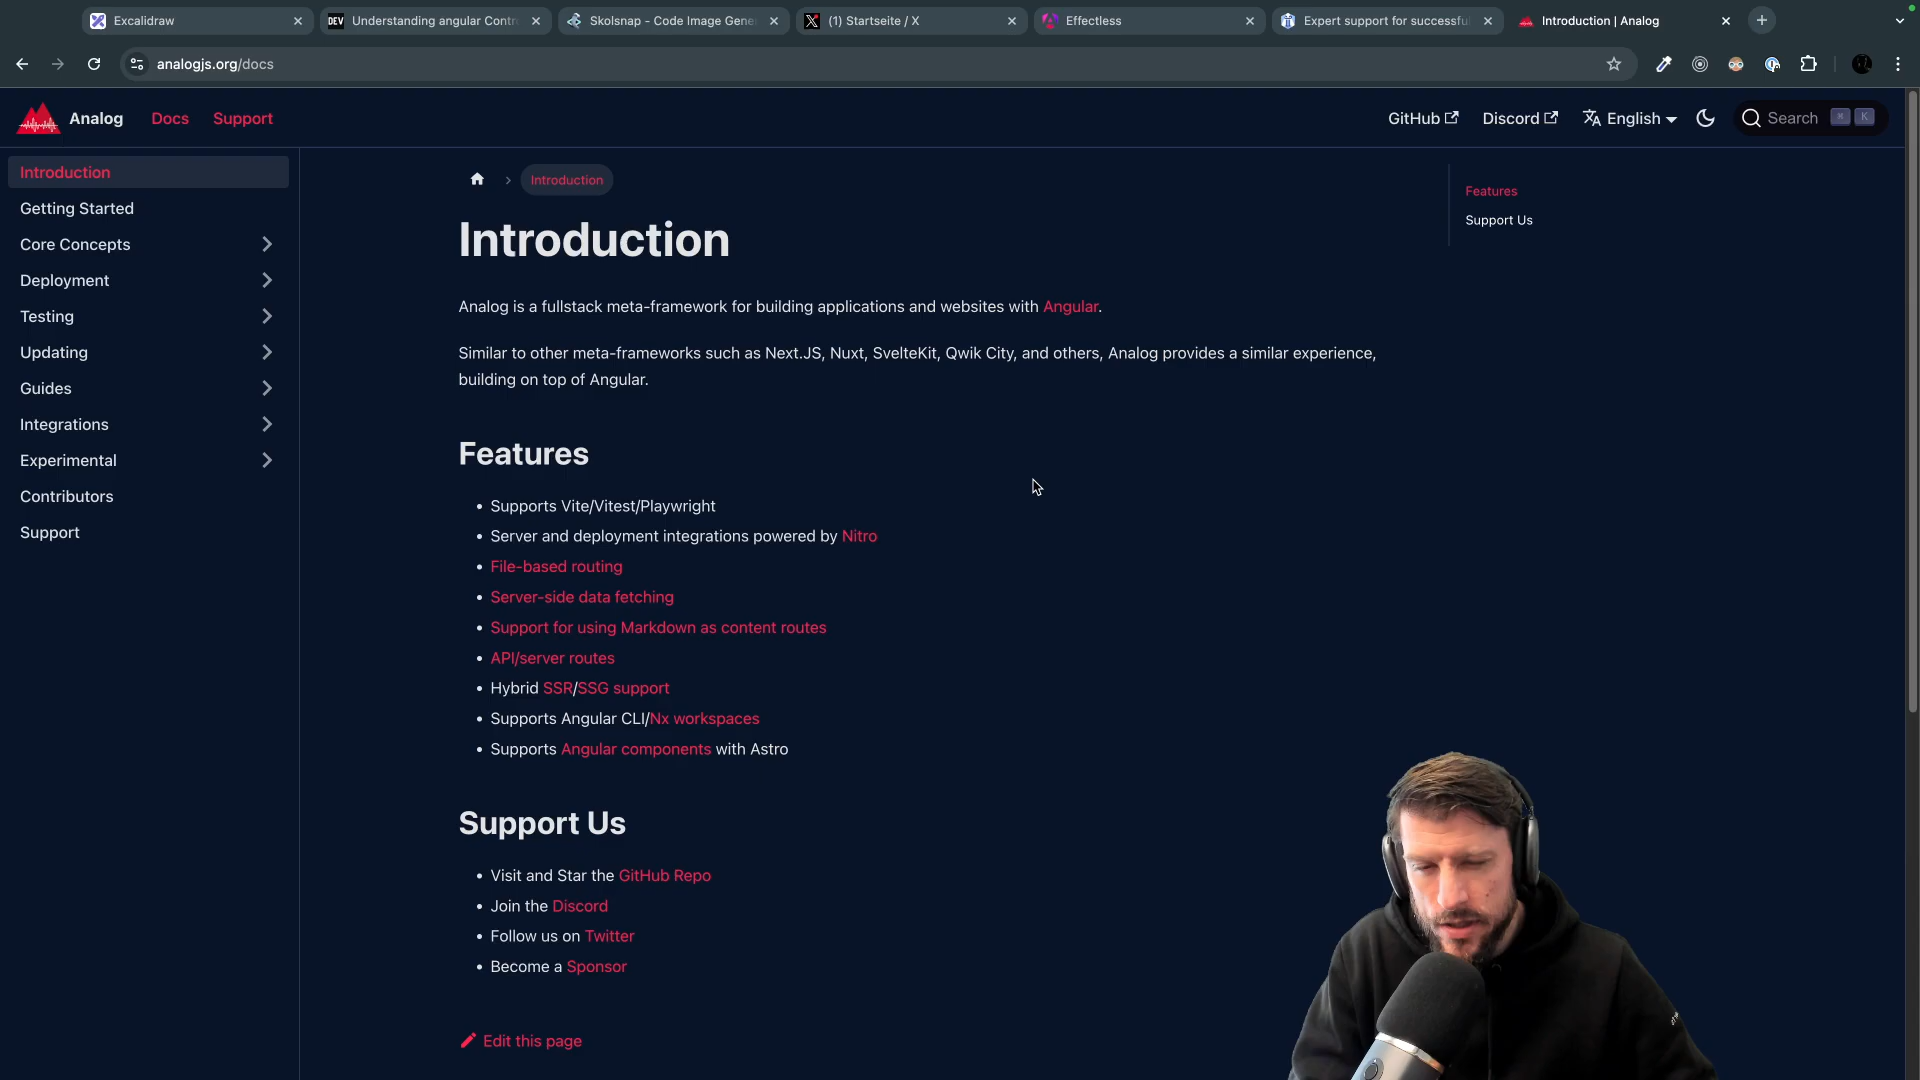 Excalidraw
DEV Understanding angular Contr
Skolsnap - Code Image Gene
(1) Startseite / X
Effectless
Expert support for successfu
Introduction | Analog
analogjs.org/docs
Analog
Docs
Support
GitHub
Discord
English
Search ⌘ K
Introduction
Getting Started
Core Concepts
Deployment
Testing
Updating
Guides
Integrations
Experimental
Contributors
Support
Introduction
Introduction
Analog is a fullstack meta-framework for building applications and websites with Angular.
Similar to other meta-frameworks such as Next.JS, Nuxt, SvelteKit, Qwik City, and others, Analog provides a similar experience,
building on top of Angular.
Features
• Supports Vite/Vitest/Playwright
• Server and deployment integrations powered by Nitro
• File-based routing
• Server-side data fetching
• Support for using Markdown as content routes
• API/server routes
• Hybrid SSR/SSG support
• Supports Angular CLI/Nx workspaces
• Supports Angular components with Astro
Support Us
• Visit and Star the GitHub Repo
• Join the Discord
• Follow us on Twitter
• Become a Sponsor
Edit this page
Features
Support Us